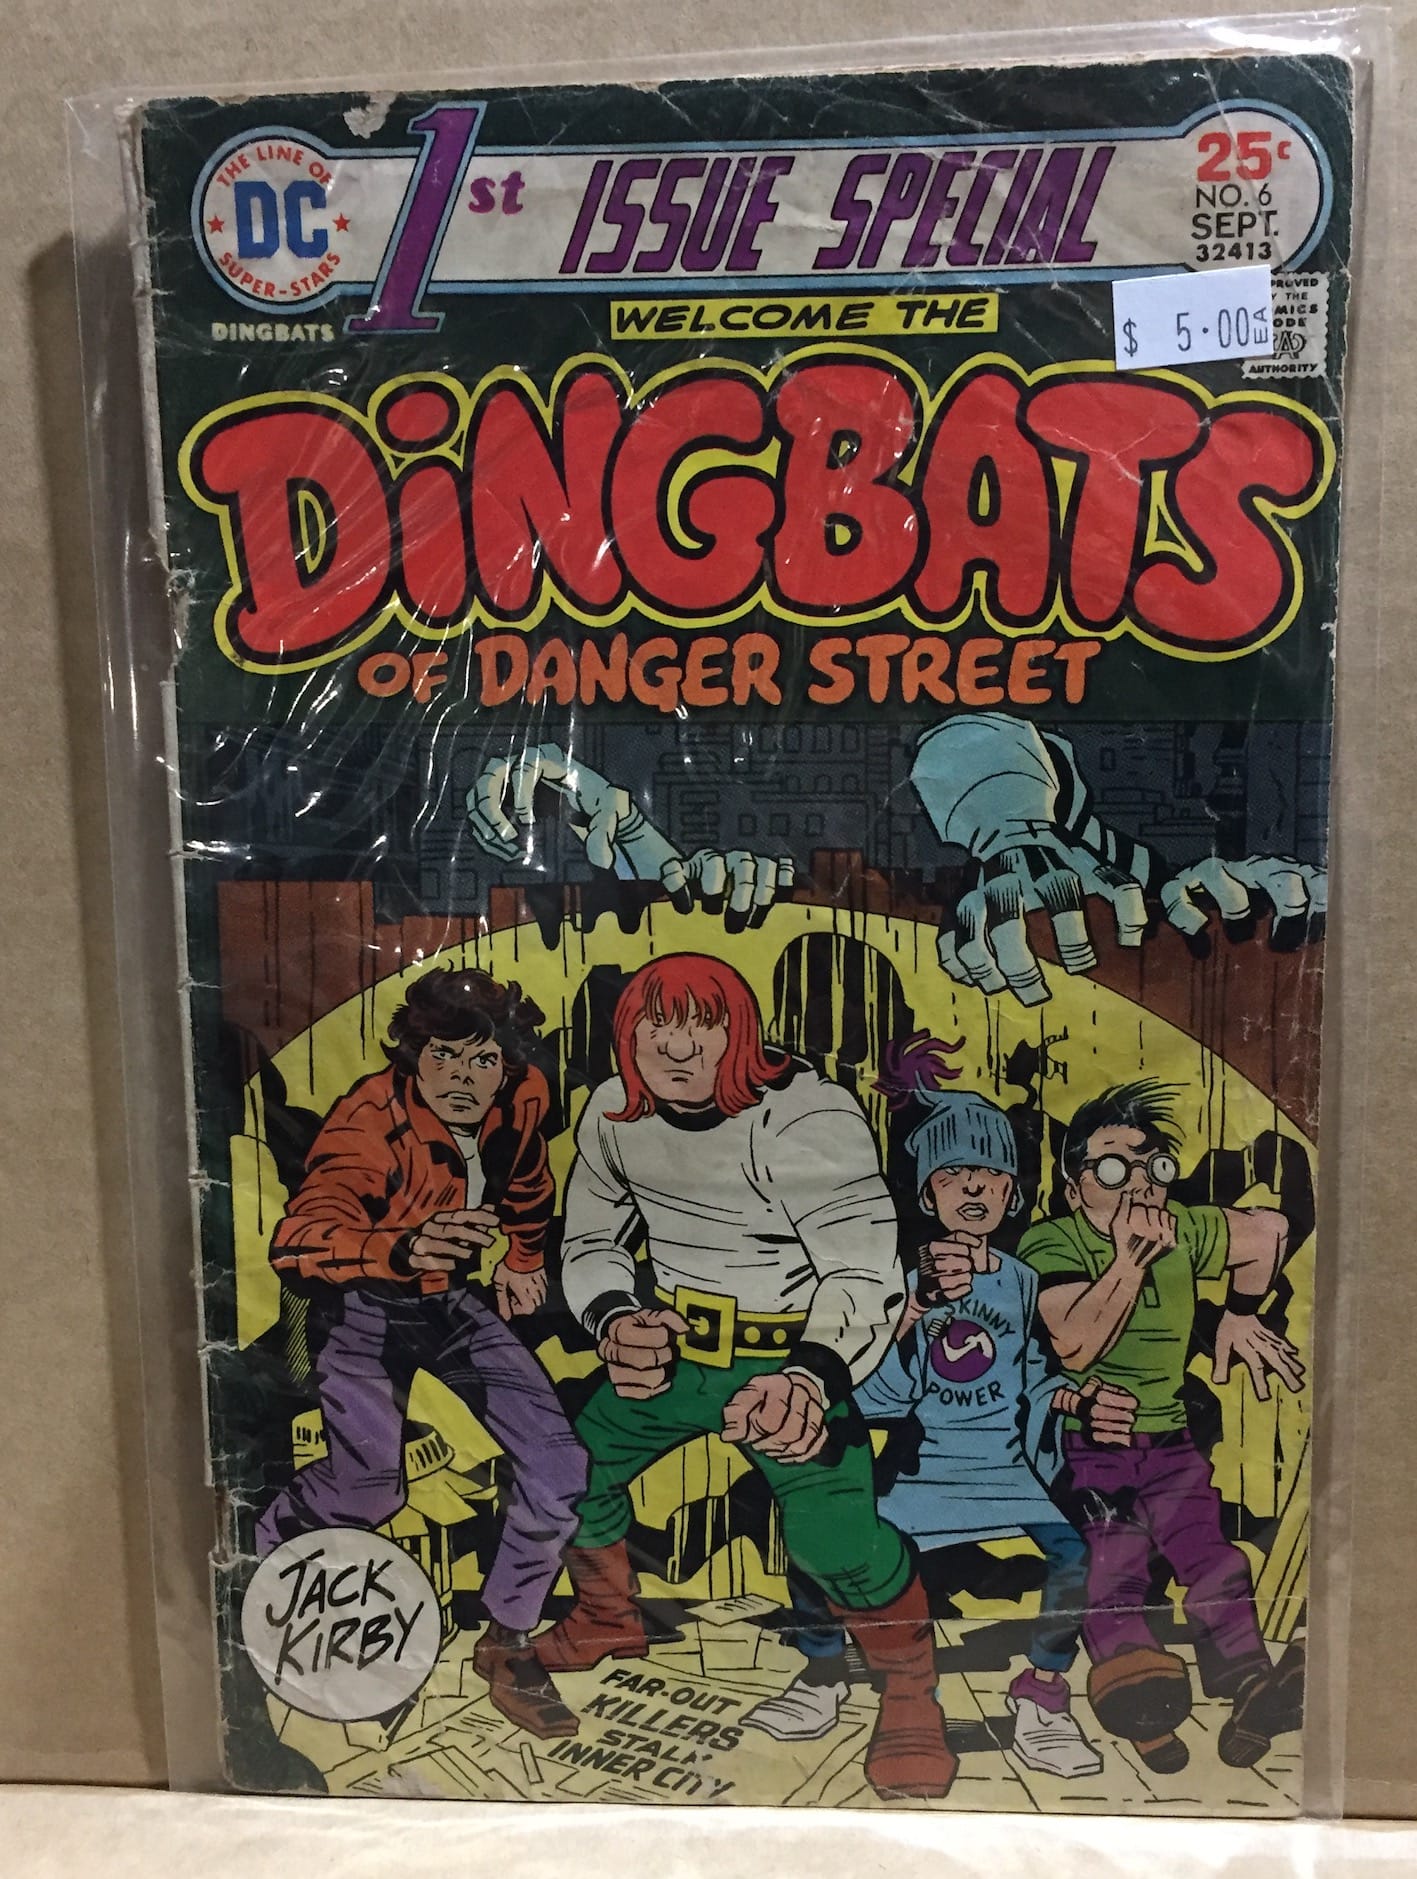 THE LINE OF
DC
SUPER-STARS
DINGBATS
1st ISSUE SPECIAL
25c
NO. 6
SEPT.
32413
AUTHORITY
$ 5.00 EA
WELCOME THE
DiNGBATS
OF DANGER STREET
SKINNY
POWER
JACK
KIRBY
FAR-OUT
KILLERS
STALK
INNER CITY